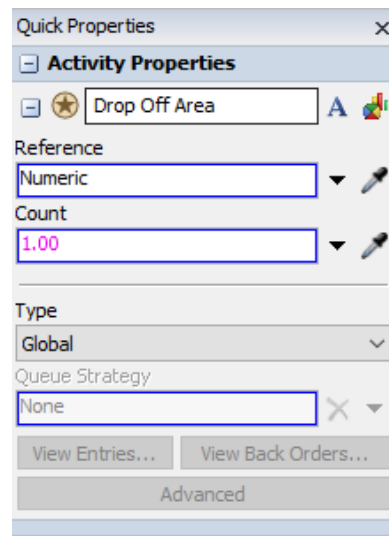 Quick Properties
Activity Properties
Drop Off Area
A
Reference
Numeric
Count
1.00
Type
Global
Queue Strategy
None
View Entries... View Back Orders...
Advanced